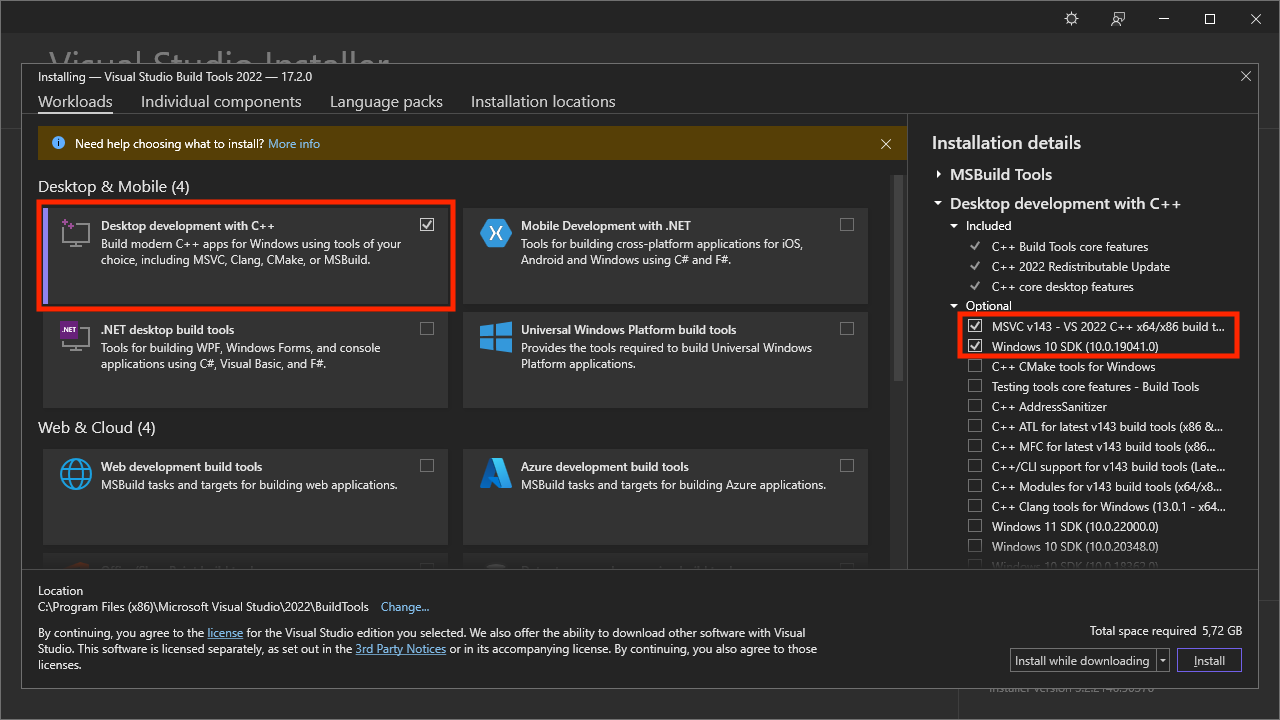 Visual Studio Installer
Installing — Visual Studio Build Tools 2022 — 17.2.0
Workloads
Individual components
Language packs
Installation locations
Need help choosing what to install? More info
Desktop & Mobile (4)
Desktop development with C++
Build modern C++ apps for Windows using tools of your
choice, including MSVC, Clang, CMake, or MSBuild.
Mobile Development with .NET
Tools for building cross-platform applications for iOS,
Android and Windows using C# and F#.
.NET
.NET desktop build tools
Tools for building WPF, Windows Forms, and console
applications using C#, Visual Basic, and F#.
Universal Windows Platform build tools
Provides the tools required to build Universal Windows
Platform applications.
Web & Cloud (4)
Web development build tools
MSBuild tasks and targets for building web applications.
Azure development build tools
MSBuild tasks and targets for building Azure applications.
Installation details
MSBuild Tools
Desktop development with C++
Included
C++ Build Tools core features
C++ 2022 Redistributable Update
C++ core desktop features
Optional
MSVC v143 - VS 2022 C++ x64/x86 build t...
Windows 10 SDK (10.0.19041.0)
C++ CMake tools for Windows
Testing tools core features - Build Tools
C++ AddressSanitizer
C++ ATL for latest v143 build tools (x86 &...
C++ MFC for latest v143 build tools (x86...
C++/CLI support for v143 build tools (Late...
C++ Modules for v143 build tools (x64/x8...
C++ Clang tools for Windows (13.0.1 - x64...
Windows 11 SDK (10.0.22000.0)
Windows 10 SDK (10.0.20348.0)
Windows 10 SDK (10.0.18362.0)
Location
C:\Program Files (x86)\Microsoft Visual Studio\2022\BuildTools Change...
By continuing, you agree to the license for the Visual Studio edition you selected. We also offer the ability to download other software with Visual
Studio. This software is licensed separately, as set out in the 3rd Party Notices or in its accompanying license. By continuing, you also agree to those
licenses.
Total space required 5,72 GB
Install while downloading
Install